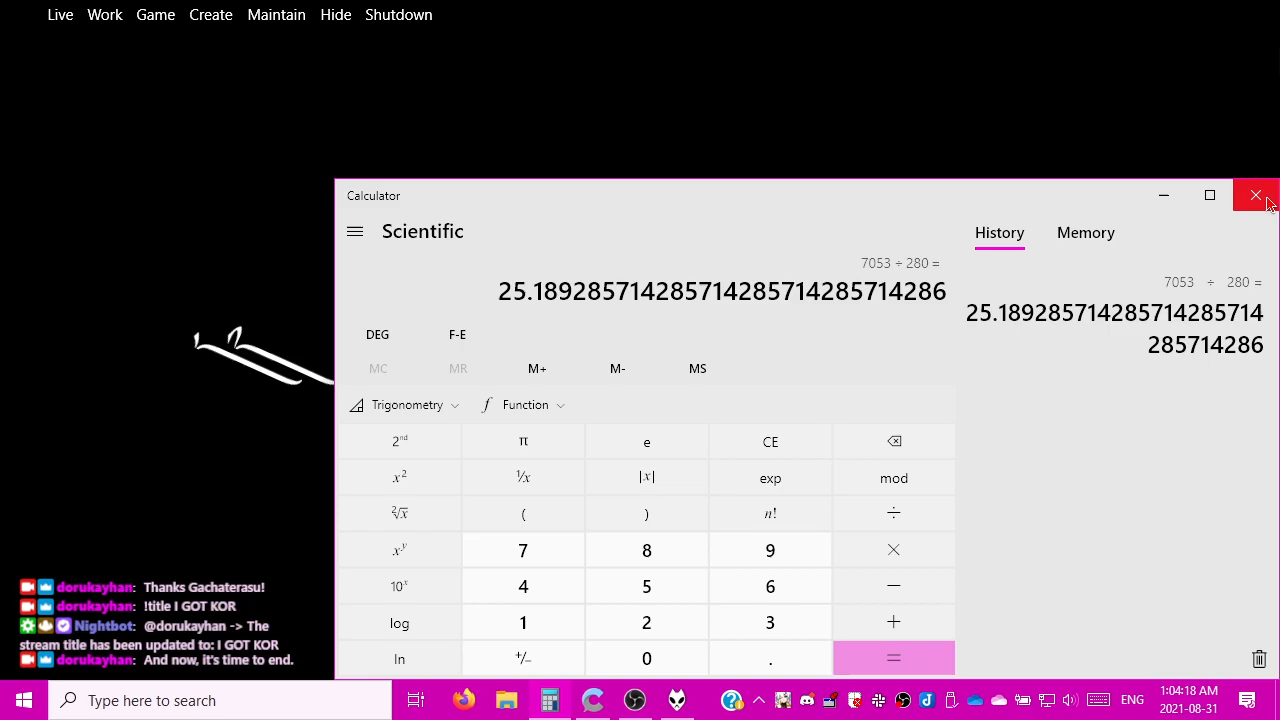 Live Work Game Create Maintain Hide Shutdown
Calculator
Scientific
History Memory
7053 ÷ 280 =
25.189285714285714285714285714286
7053 ÷ 280 =
25.189285714285714285714
285714286
DEG F-E
MC MR M+ M- MS
Trigonometry f Function
2ⁿᵈ π e CE
x² ¹⁄x |x| exp mod
²√x ( ) n! ÷
xʸ 7 8 9 ×
10ˣ 4 5 6 −
log 1 2 3 +
ln +/− 0 . =
dorukayhan: Thanks Gachaterasu!
dorukayhan: !title I GOT KOR
Nightbot: @dorukayhan -> The
stream title has been updated to: I GOT KOR
dorukayhan: And now, it's time to end.
Type here to search
ENG
1:04:18 AM
2021-08-31